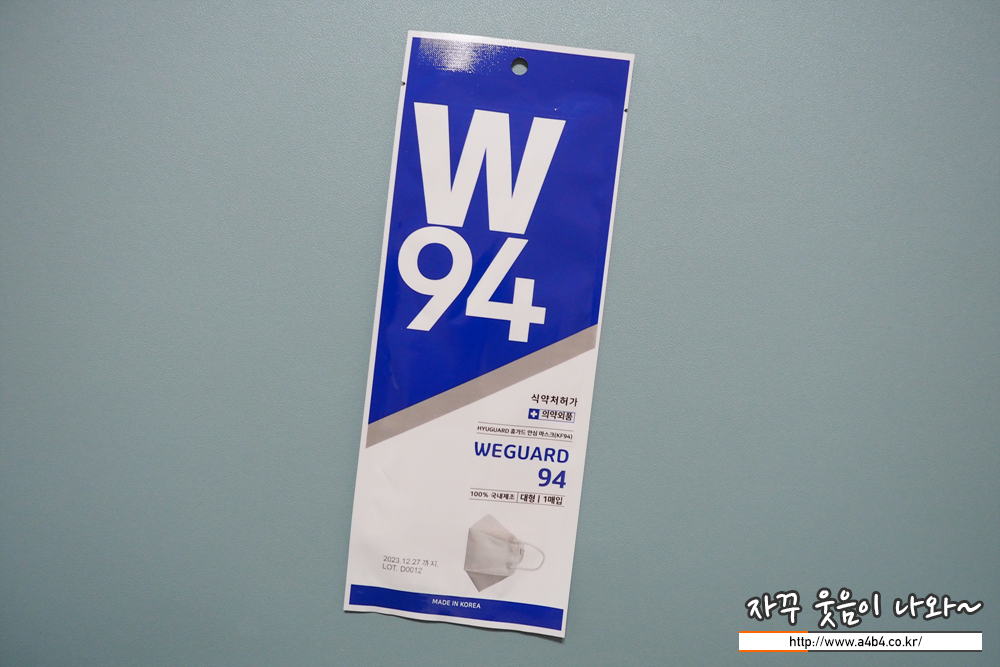 W
94
식약처허가
의약외품
HYUGUARD 휴가드 안심 마스크(KF94)
WEGUARD
94
100% 국내제조 | 대형 | 1매입
2023.12.27 까지.
LOT. D0012
MADE IN KOREA
자꾸 웃음이 나와~
http://www.a4b4.co.kr/